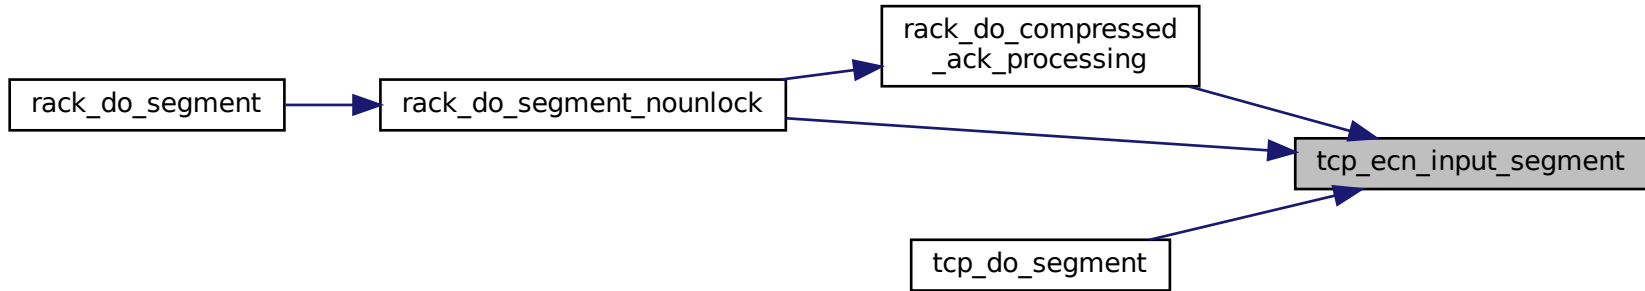 rack_do_compressed
_ack_processing
rack_do_segment
rack_do_segment_nounlock
tcp_ecn_input_segment
tcp_do_segment